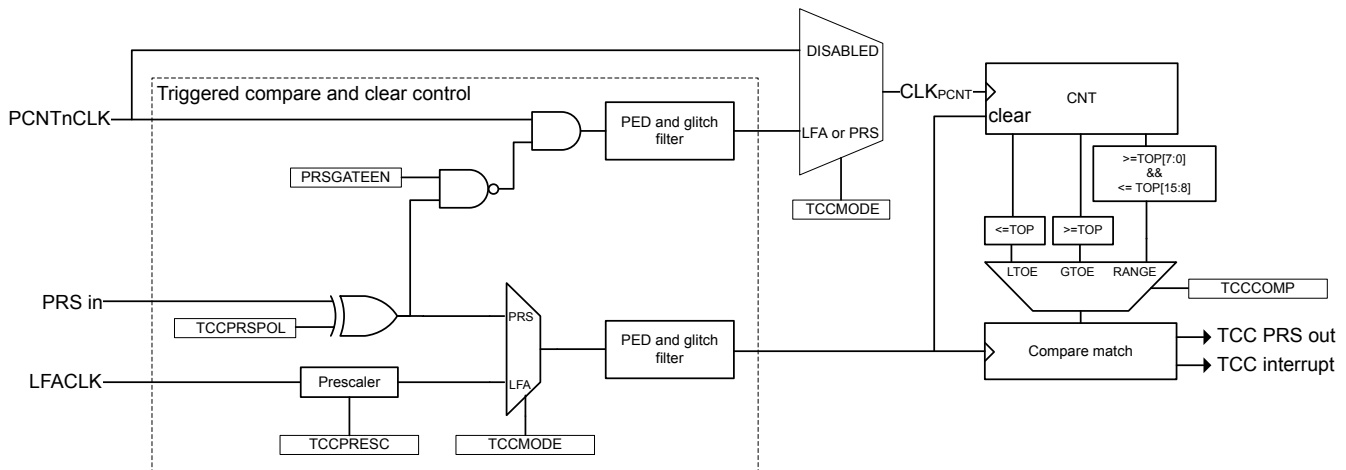 DISABLED
Triggered compare and clear control
PCNTnCLK
CLKPCNT
CNT
clear
PED and glitch
filter
LFA or PRS
>=TOP[7:0]
&&
<= TOP[15:8]
PRSGATEEN
TCCMODE
<=TOP
>=TOP
LTOE
GTOE
RANGE
TCCCOMP
PRS in
TCCPRSPOL
PRS
PED and glitch
filter
Compare match
TCC PRS out
TCC interrupt
LFACLK
Prescaler
LFA
TCCPRESC
TCCMODE